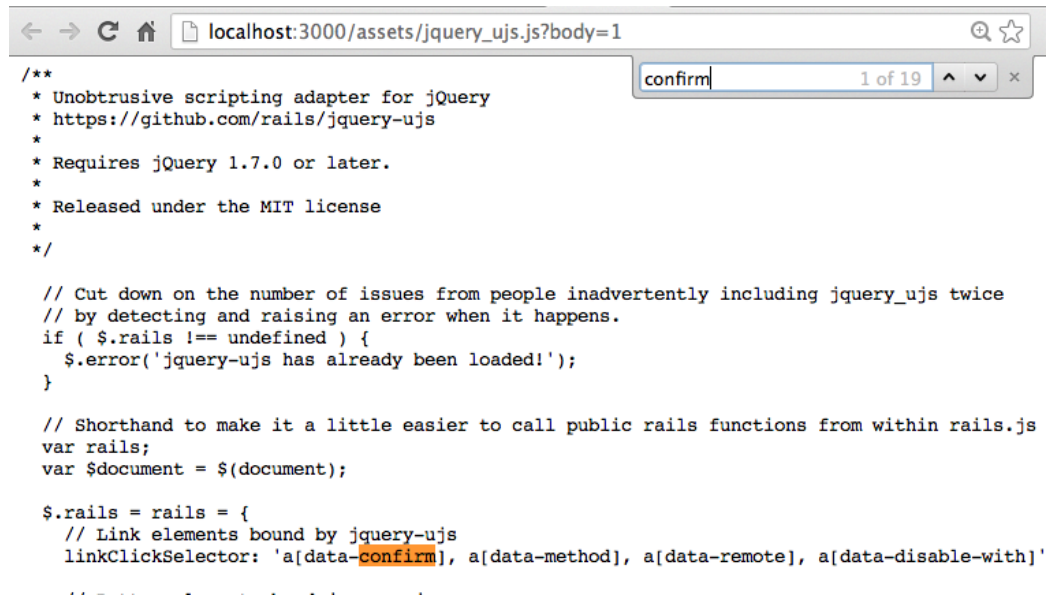 localhost:3000/assets/jquery_ujs.js?body=1
confirm 1 of 19
/**
* Unobtrusive scripting adapter for jQuery
* https://github.com/rails/jquery-ujs
*
* Requires jQuery 1.7.0 or later.
*
* Released under the MIT license
*
*/
// Cut down on the number of issues from people inadvertently including jquery_ujs twice
// by detecting and raising an error when it happens.
if ( $.rails !== undefined ) {
$.error('jquery-ujs has already been loaded!');
}
// Shorthand to make it a little easier to call public rails functions from within rails.js
var rails;
var $document = $(document);
$.rails = rails = {
// Link elements bound by jquery-ujs
linkClickSelector: 'a[data-confirm], a[data-method], a[data-remote], a[data-disable-with]'